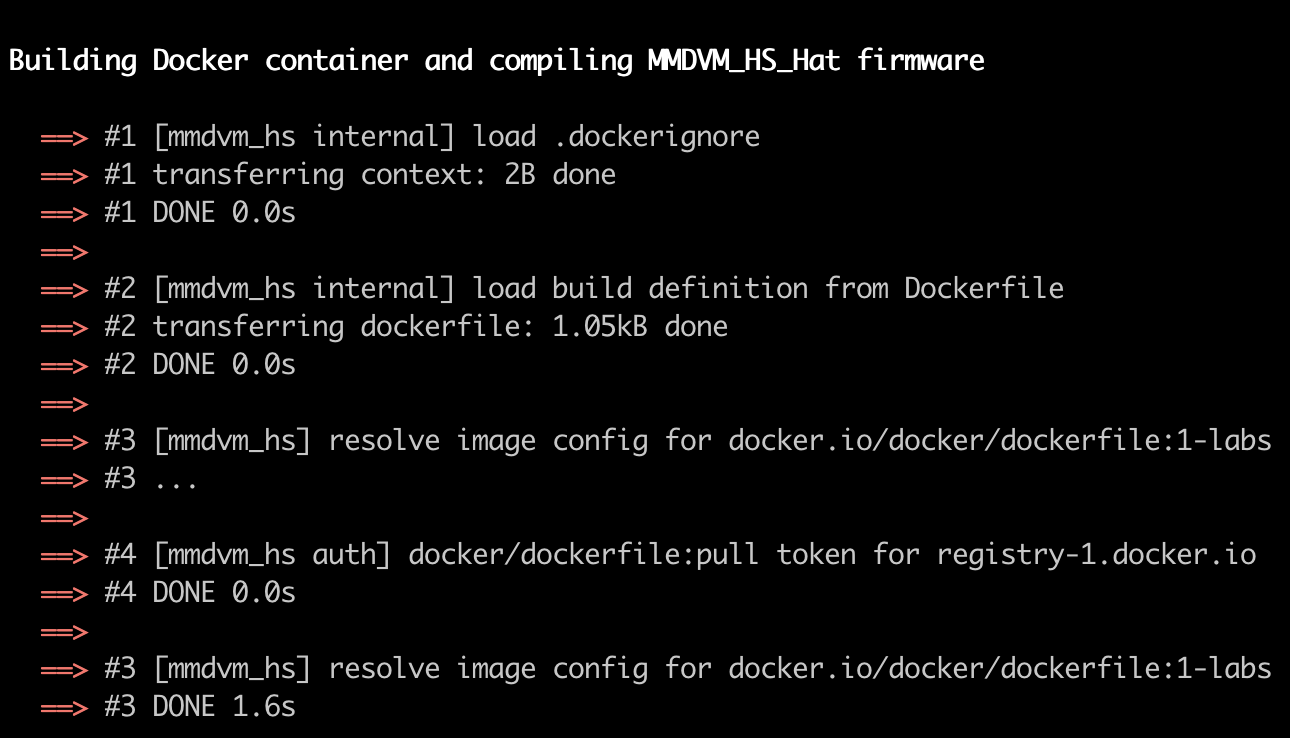 Building Docker container and compiling MMDVM_HS_Hat firmware
==> #1 [mmdvm_hs internal] load .dockerignore
==> #1 transferring context: 2B done
==> #1 DONE 0.0s
==>
==> #2 [mmdvm_hs internal] load build definition from Dockerfile
==> #2 transferring dockerfile: 1.05kB done
==> #2 DONE 0.0s
==>
==> #3 [mmdvm_hs] resolve image config for docker.io/docker/dockerfile:1-labs
==> #3 ...
==>
==> #4 [mmdvm_hs auth] docker/dockerfile:pull token for registry-1.docker.io
==> #4 DONE 0.0s
==>
==> #3 [mmdvm_hs] resolve image config for docker.io/docker/dockerfile:1-labs
==> #3 DONE 1.6s